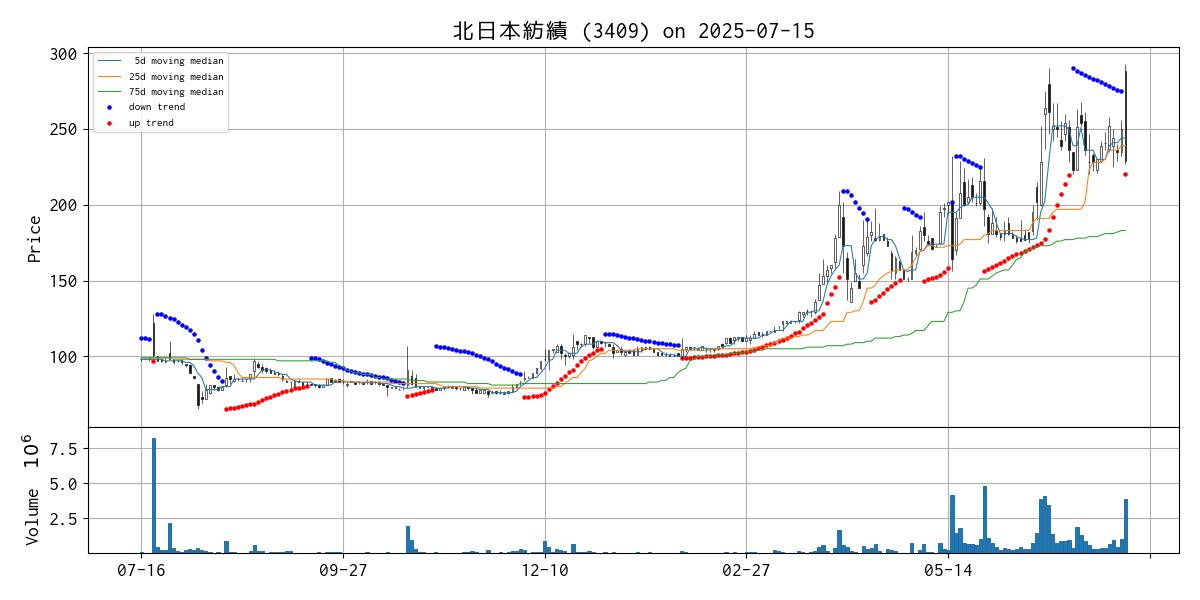 北日本紡績 (3409) on 2025-07-15
5d moving median
25d moving median
75d moving median
down trend
up trend
Price
300
250
200
150
100
Volume 10^6
7.5
5.0
2.5
07-16
09-27
12-10
02-27
05-14